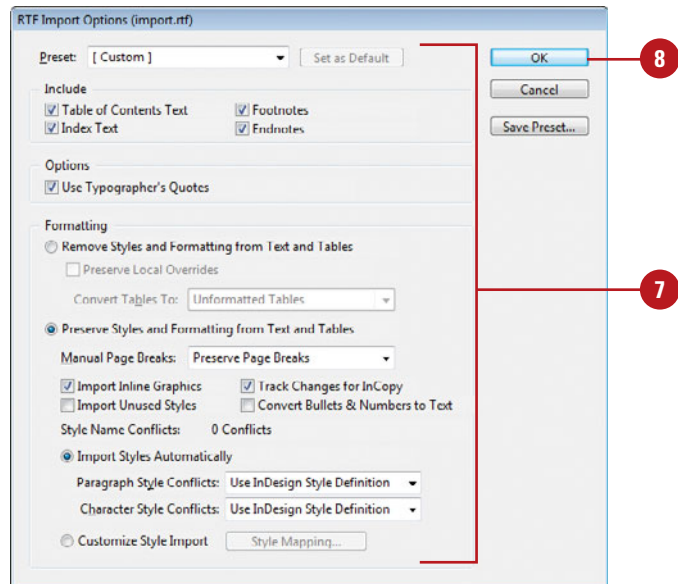 RTF Import Options (import.rtf)
Preset: [ Custom ] Set as Default OK 8
Include Cancel
Table of Contents Text Footnotes
Index Text Endnotes Save Preset...
Options
Use Typographer's Quotes
Formatting
Remove Styles and Formatting from Text and Tables
Preserve Local Overrides
Convert Tables To: Unformatted Tables 7
Preserve Styles and Formatting from Text and Tables
Manual Page Breaks: Preserve Page Breaks
Import Inline Graphics Track Changes for InCopy
Import Unused Styles Convert Bullets & Numbers to Text
Style Name Conflicts: 0 Conflicts
Import Styles Automatically
Paragraph Style Conflicts: Use InDesign Style Definition
Character Style Conflicts: Use InDesign Style Definition
Customize Style Import Style Mapping...